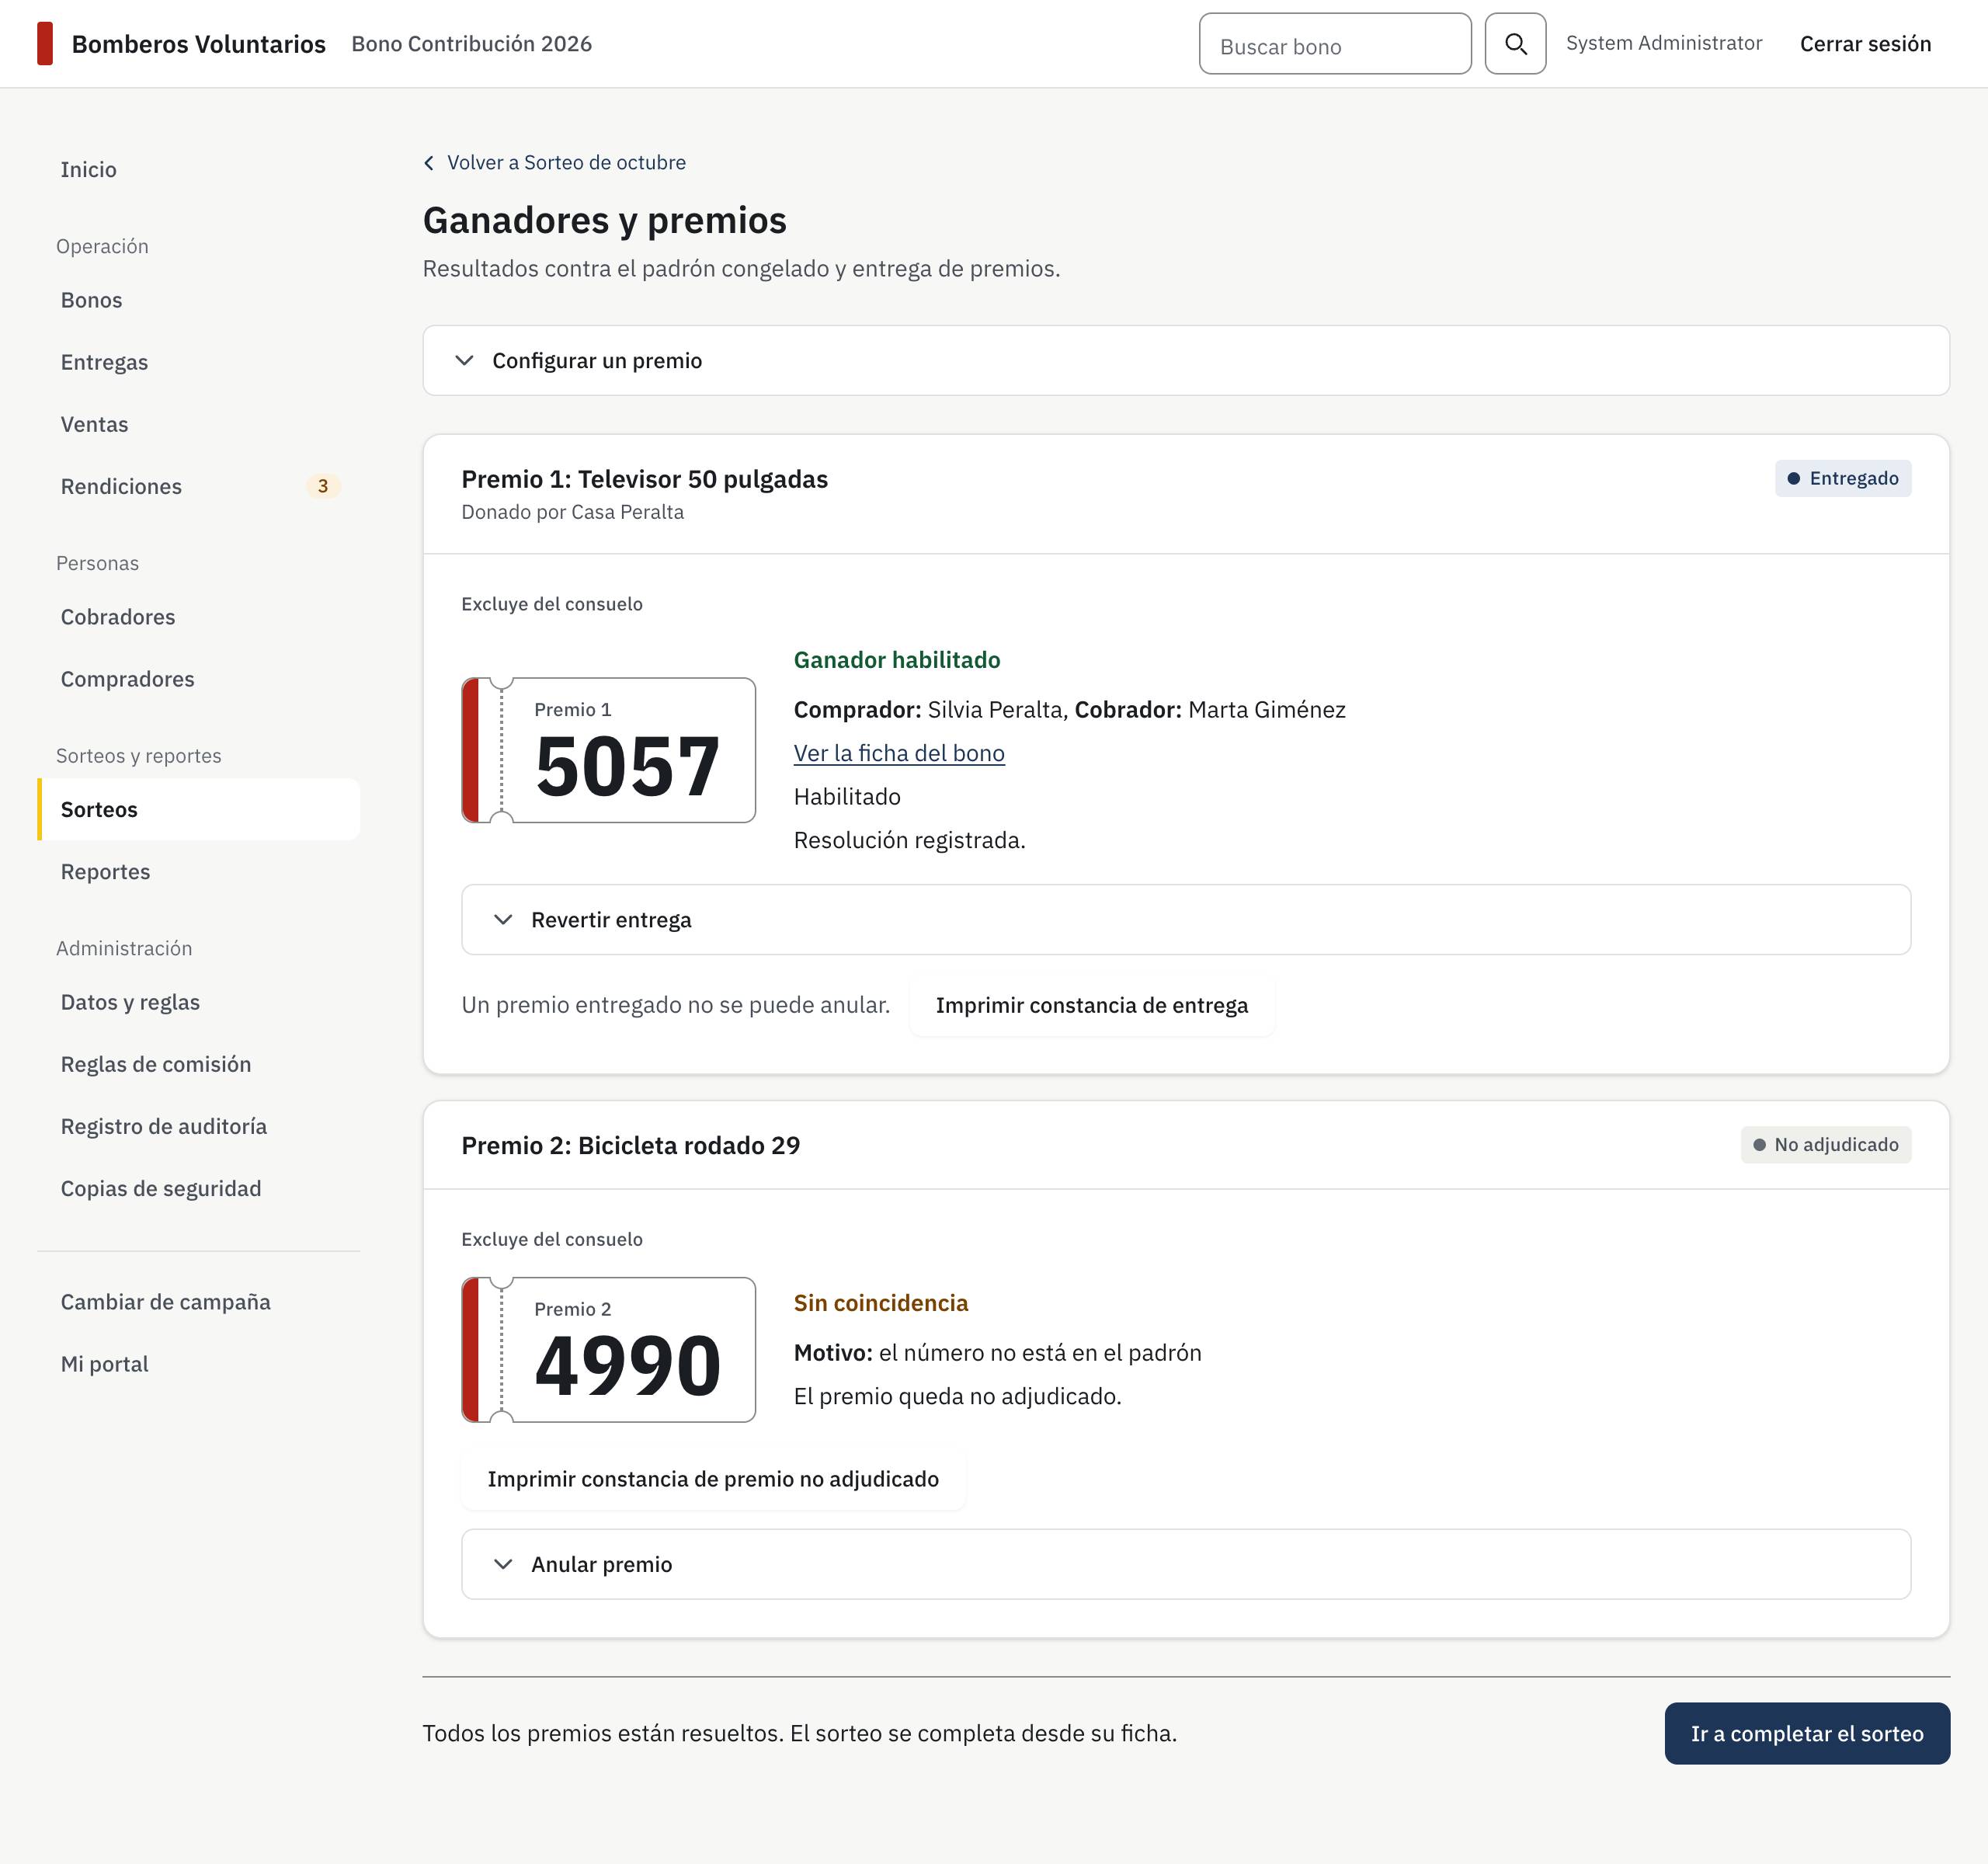 Bomberos Voluntarios
Bono Contribución 2026
Buscar bono
System Administrator
Cerrar sesión
Inicio
Operación
Bonos
Entregas
Ventas
Rendiciones 3
Personas
Cobradores
Compradores
Sorteos y reportes
Sorteos
Reportes
Administración
Datos y reglas
Reglas de comisión
Registro de auditoría
Copias de seguridad
Cambiar de campaña
Mi portal
Volver a Sorteo de octubre
Ganadores y premios
Resultados contra el padrón congelado y entrega de premios.
Configurar un premio
Premio 1: Televisor 50 pulgadas
Entregado
Donado por Casa Peralta
Excluye del consuelo
Premio 1
5057
Ganador habilitado
Comprador: Silvia Peralta, Cobrador: Marta Giménez
Ver la ficha del bono
Habilitado
Resolución registrada.
Revertir entrega
Un premio entregado no se puede anular.
Imprimir constancia de entrega
Premio 2: Bicicleta rodado 29
No adjudicado
Excluye del consuelo
Premio 2
4990
Sin coincidencia
Motivo: el número no está en el padrón
El premio queda no adjudicado.
Imprimir constancia de premio no adjudicado
Anular premio
Todos los premios están resueltos. El sorteo se completa desde su ficha.
Ir a completar el sorteo